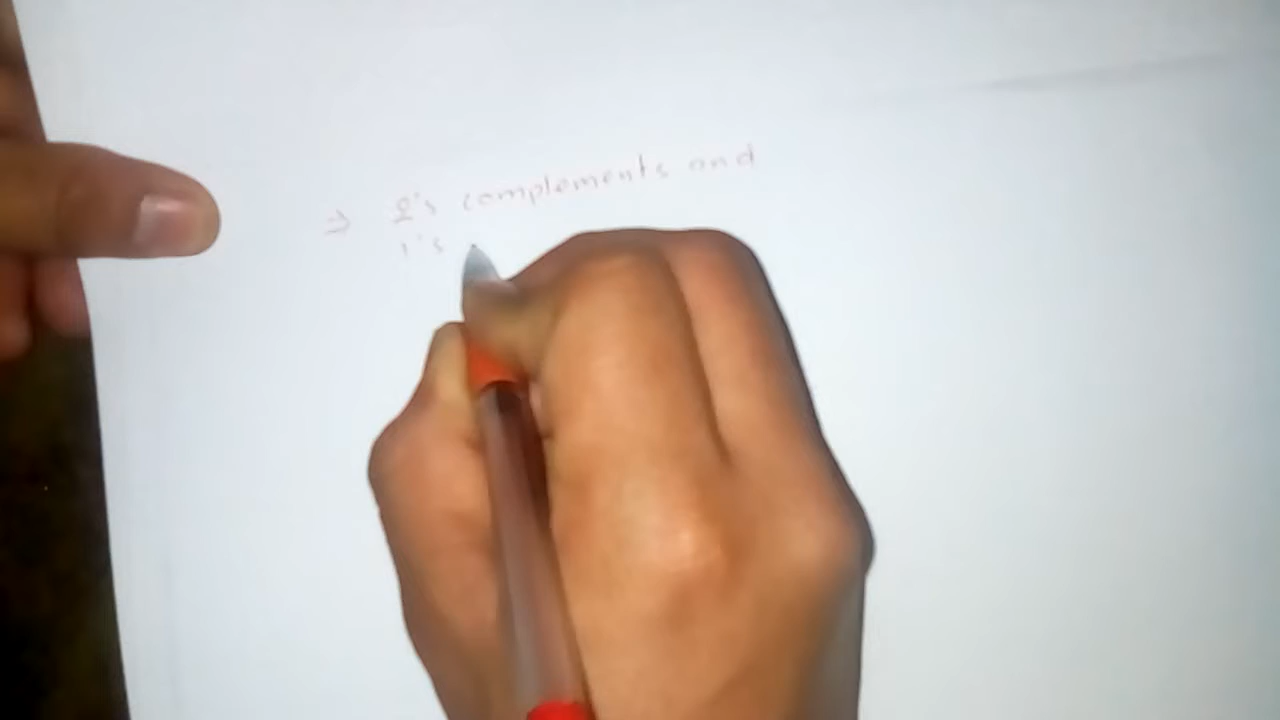 ⇒ 2's complements and
1's